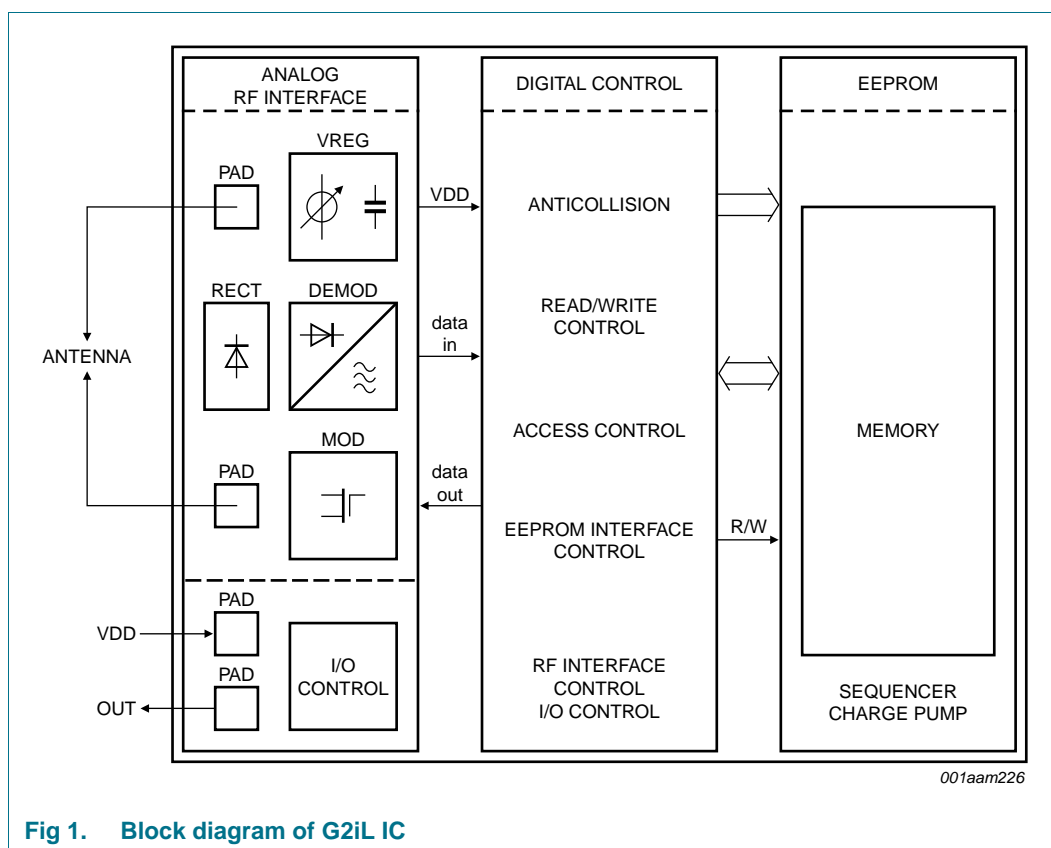 ANALOG
RF INTERFACE
VREG
PAD
RECT
DEMOD
ANTENNA
MOD
PAD
PAD
VDD
PAD
OUT
I/O
CONTROL
VDD
data
in
data
out
DIGITAL CONTROL
ANTICOLLISION
READ/WRITE
CONTROL
ACCESS CONTROL
EEPROM INTERFACE
CONTROL
RF INTERFACE
CONTROL
I/O CONTROL
R/W
EEPROM
MEMORY
SEQUENCER
CHARGE PUMP
001aam226
Fig 1. Block diagram of G2iL IC